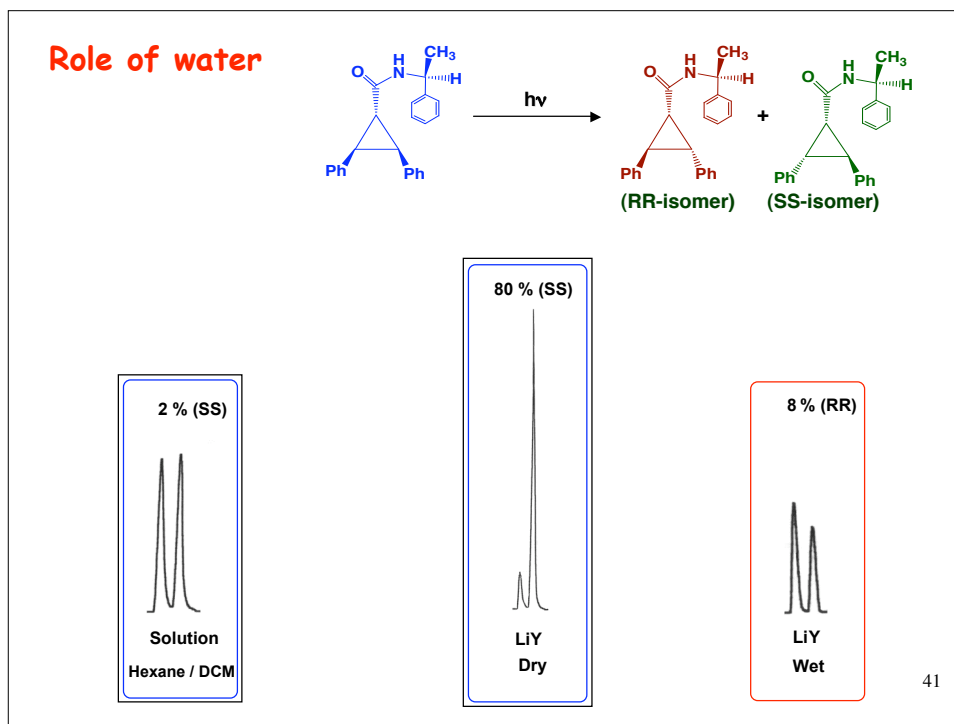 Role of water
CH3
H
O
N
H
Ph
Ph
hν
CH3
H
O
N
H
Ph
Ph
(RR-isomer)
+
CH3
H
O
N
H
Ph
Ph
(SS-isomer)
2 % (SS)
Solution
Hexane / DCM
80 % (SS)
LiY
Dry
8 % (RR)
LiY
Wet
41